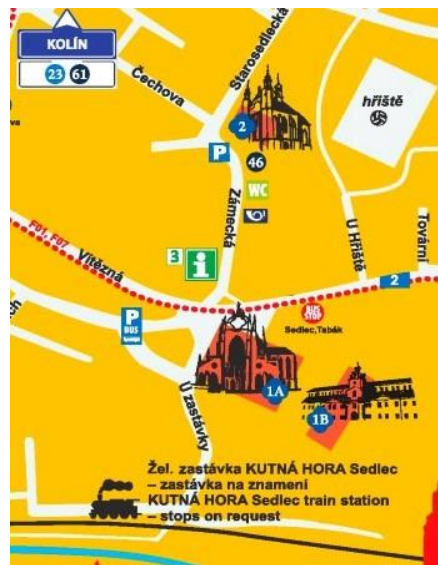 KOLÍN
23 61
Čechova
Starosedlecká
hřiště
2
P
46
WC
Zámecká
U Hřiště
Tovární
F01, F07
Vítězná
3
i
2
P
BUS
BUS
STOP
Sedlec,Tabák
1A
1B
U zastávky
Žel. zastávka KUTNÁ HORA Sedlec
– zastávka na znamení
KUTNÁ HORA Sedlec train station
– stops on request